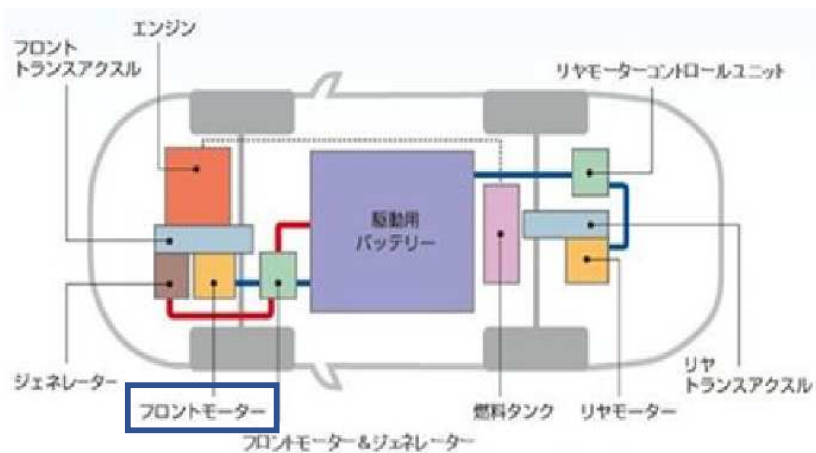 エンジン
フロント
トランスアクスル
リヤモーターコントロールユニット
駆動用
バッテリー
ジェネレーター
フロントモーター
燃料タンク
リヤモーター
リヤ
トランスアクスル
フロントモーター&ジェネレーター